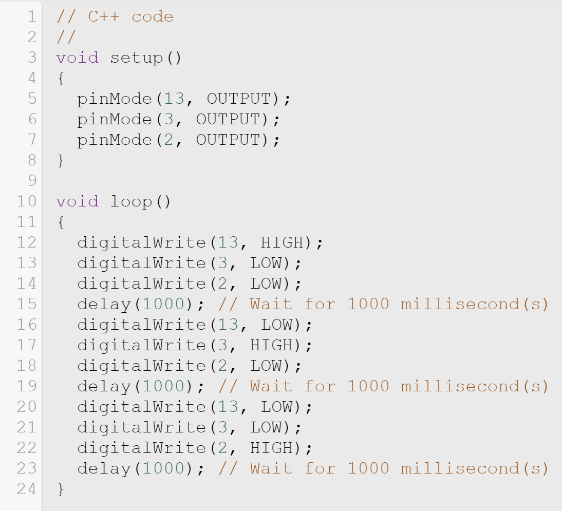 1 // C++ code
2 //
3 void setup()
4 {
5   pinMode(13, OUTPUT);
6   pinMode(3, OUTPUT);
7   pinMode(2, OUTPUT);
8 }
9
10 void loop()
11 {
12   digitalWrite(13, HIGH);
13   digitalWrite(3, LOW);
14   digitalWrite(2, LOW);
15   delay(1000); // Wait for 1000 millisecond(s)
16   digitalWrite(13, LOW);
17   digitalWrite(3, HIGH);
18   digitalWrite(2, LOW);
19   delay(1000); // Wait for 1000 millisecond(s)
20   digitalWrite(13, LOW);
21   digitalWrite(3, LOW);
22   digitalWrite(2, HIGH);
23   delay(1000); // Wait for 1000 millisecond(s)
24 }